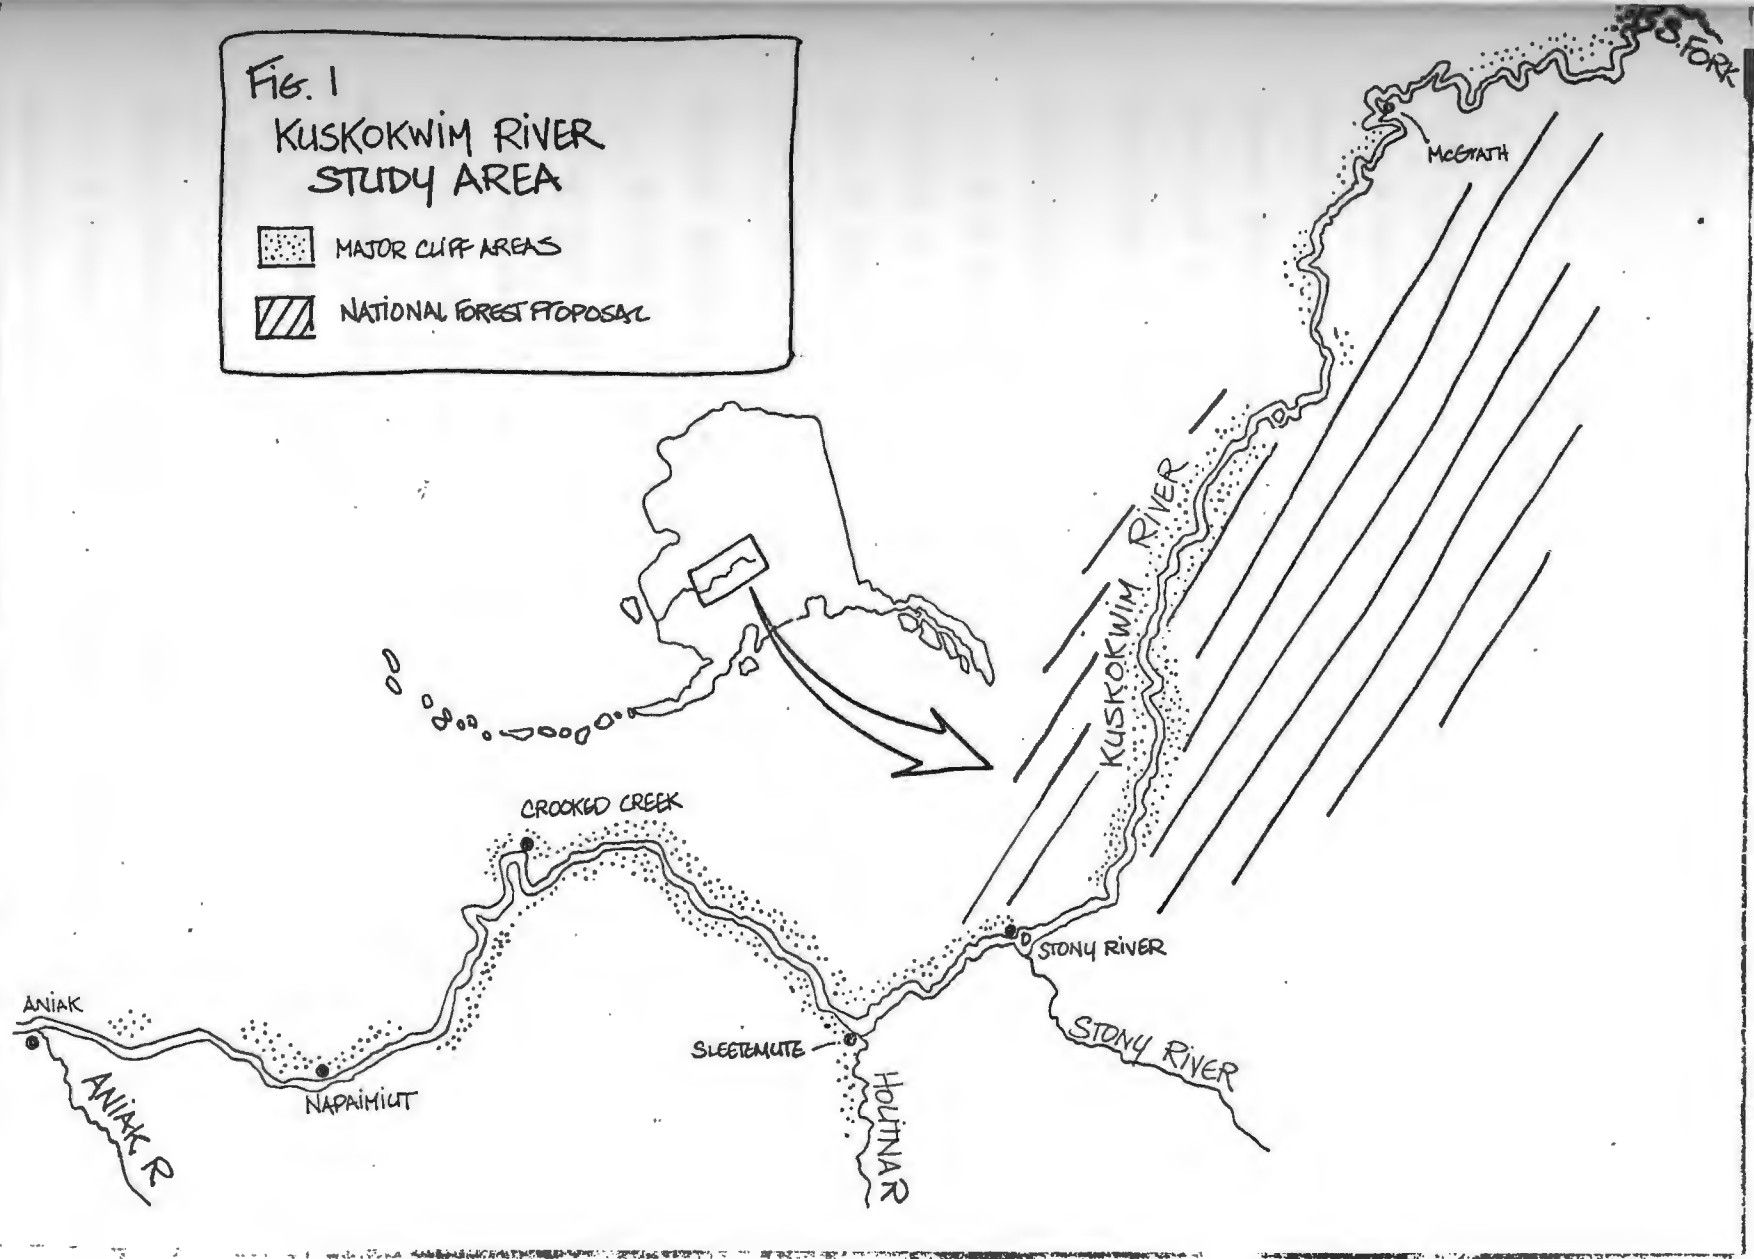 FIG. 1
KUSKOKWIM RIVER
STUDY AREA
MAJOR CLIFF AREAS
NATIONAL FOREST PROPOSAL
S. FORK
McGRATH
KUSKOKWIM RIVER
CROOKED CREEK
STONY RIVER
STONY RIVER
ANIAK
SLEETEMUTE
NAPAIMIUT
ANIAK R
HOLITNA R